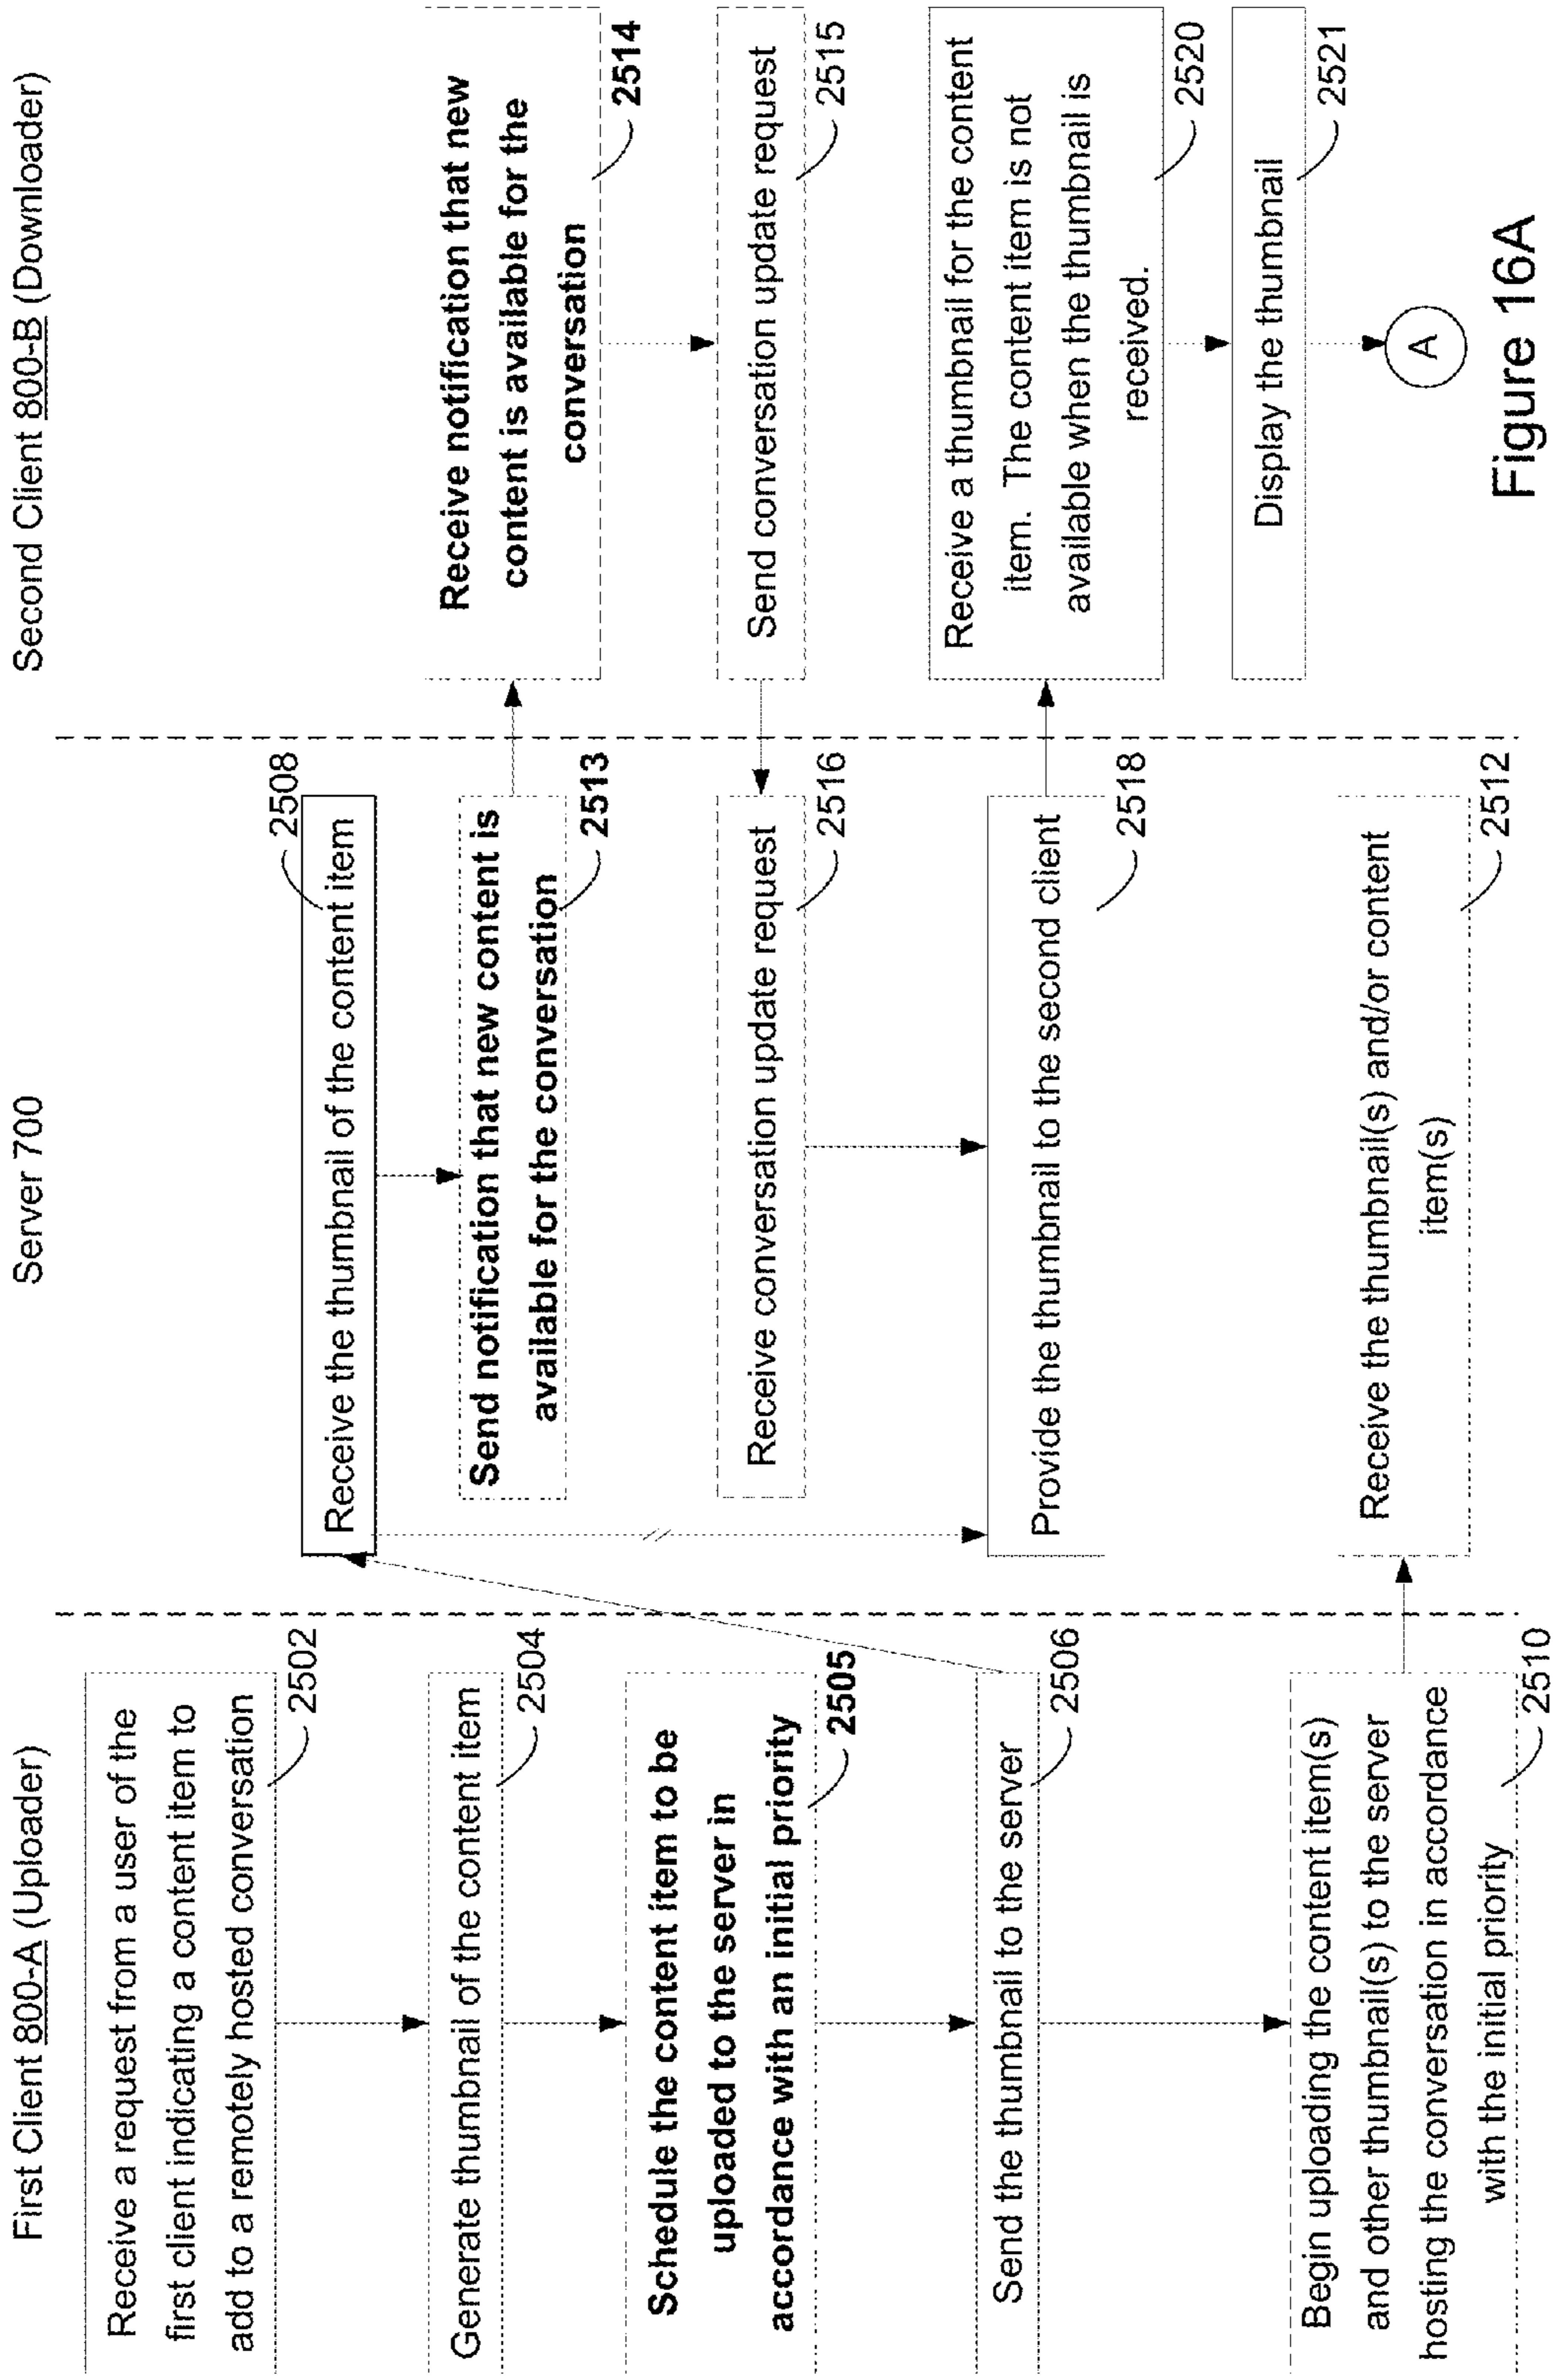 First Client 800-A (Uploader)
Receive a request from a user of the
first client indicating a content item to
add to a remotely hosted conversation
2502
Generate thumbnail of the content item
2504
Schedule the content item to be
uploaded to the server in
accordance with an initial priority
2505
Send the thumbnail to the server
2506
Begin uploading the content item(s)
and other thumbnail(s) to the server
hosting the conversation in accordance
with the initial priority
2510
Server 700
2508
Receive the thumbnail of the content item
Send notification that new content is
available for the conversation
2513
Receive conversation update request
2516
Provide the thumbnail to the second client
2518
Receive the thumbnail(s) and/or content
item(s)
2512
Second Client 800-B (Downloader)
Receive notification that new
content is available for the
conversation
2514
Send conversation update request
2515
Receive a thumbnail for the content
item. The content item is not
available when the thumbnail is
received.
2520
Display the thumbnail
2521
A
Figure 16A